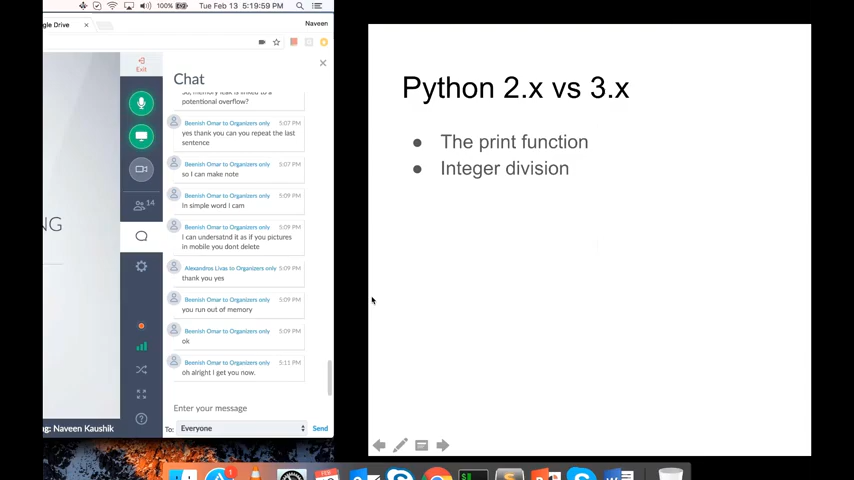 100%
Tue Feb 13 5:19:59 PM
gle Drive
Naveen
Exit
14
NG
Chat
So, memory leak is linked to a
potentional overflow?
Beenish Omar to Organizers only 5:07 PM
yes thank you can you repeat the last
sentence
Beenish Omar to Organizers only 5:07 PM
so I can make note
Beenish Omar to Organizers only 5:09 PM
In simple word I cam
Beenish Omar to Organizers only 5:09 PM
I can undersatnd it as if you pictures
in mobile you dont delete
Alexandros Livas to Organizers only 5:09 PM
thank you yes
Beenish Omar to Organizers only 5:09 PM
you run out of memory
Beenish Omar to Organizers only 5:09 PM
ok
Beenish Omar to Organizers only 5:11 PM
oh alright I get you now.
Enter your message
To: Everyone Send
g: Naveen Kaushik
Python 2.x vs 3.x
● The print function
● Integer division